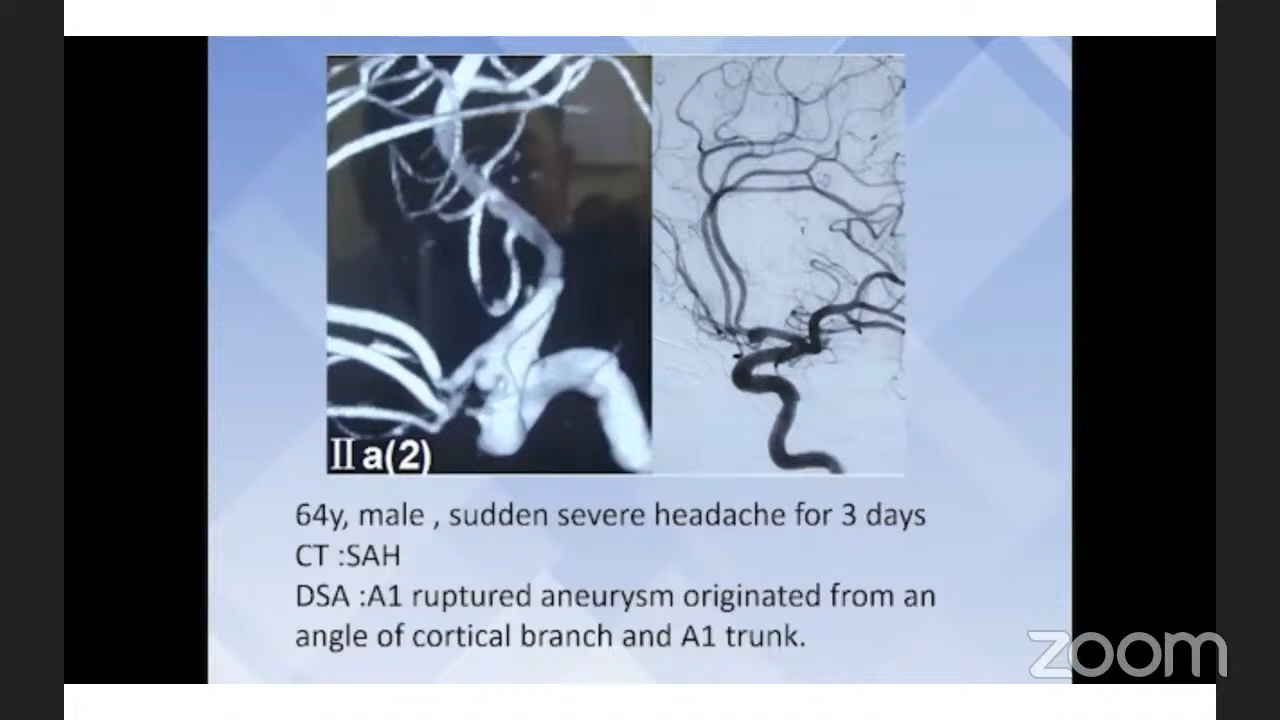 Ⅱa(2)
64y, male , sudden severe headache for 3 days
CT :SAH
DSA :A1 ruptured aneurysm originated from an
angle of cortical branch and A1 trunk.
zoom